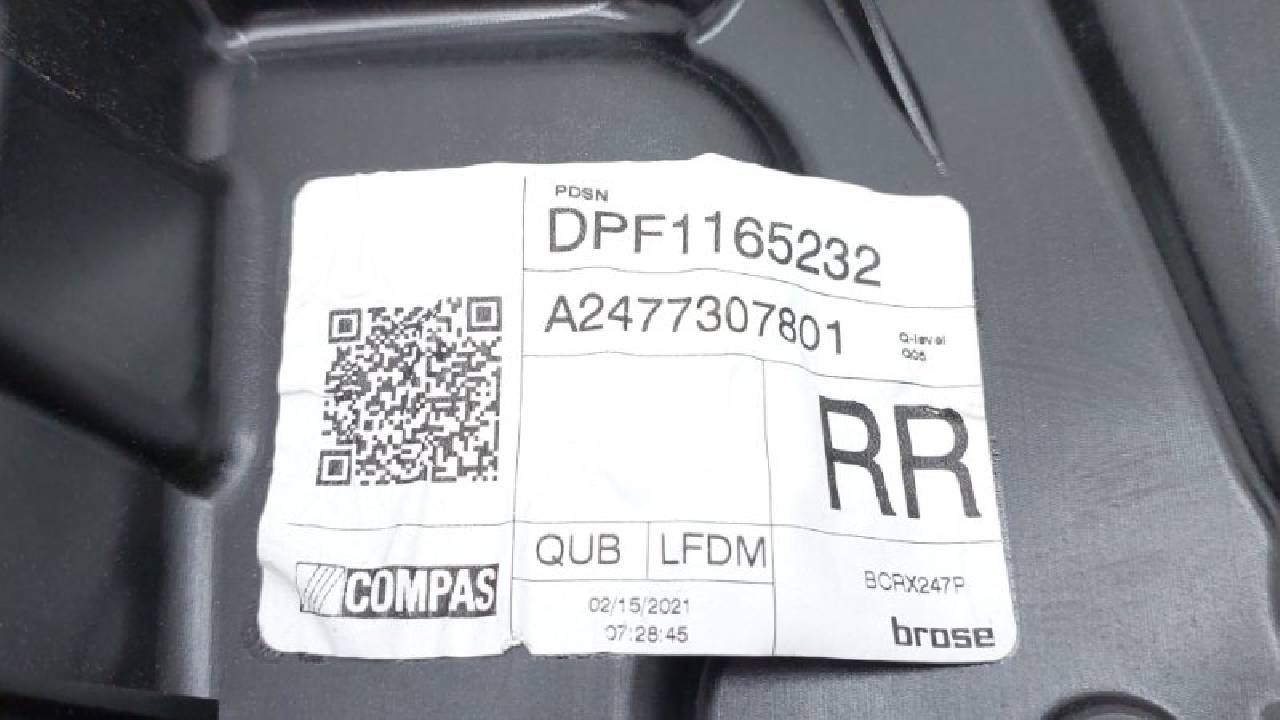 PDSN
DPF1165232
A2477307801
Q-level
Q05
RR
QUB
LFDM
COMPAS
02/15/2021
07:28:45
BCRX247P
brose